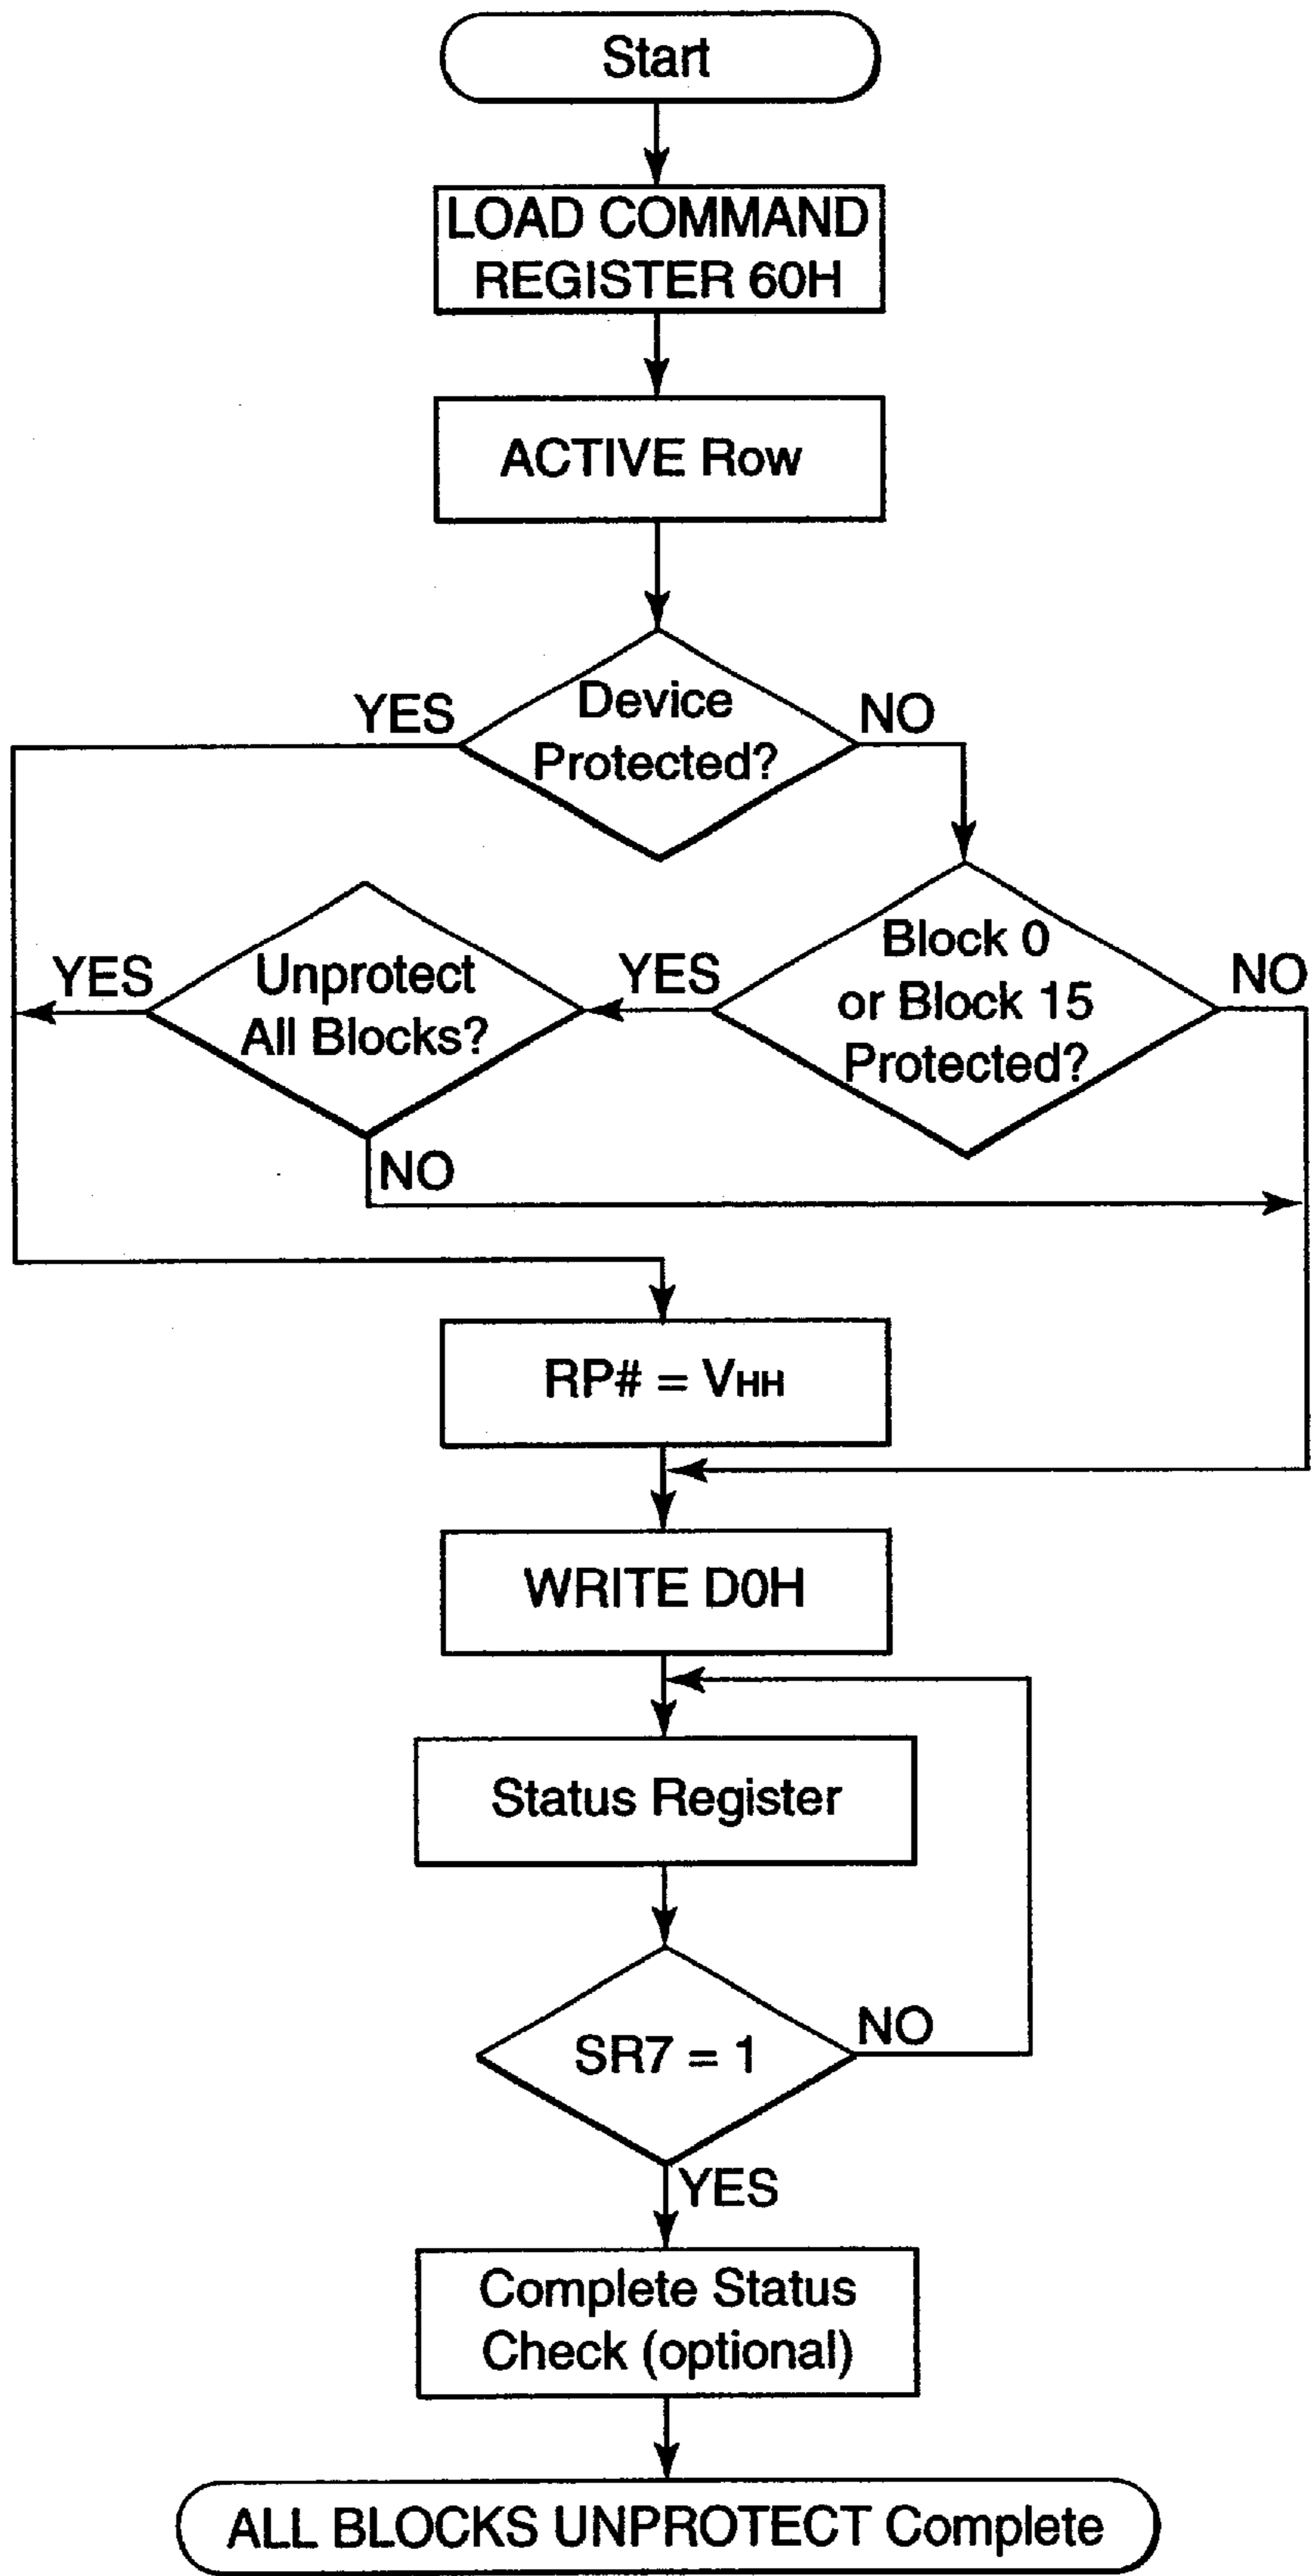 Start
LOAD COMMAND
REGISTER 60H
ACTIVE Row
Device
Protected?
YES
NO
Block 0
or Block 15
Protected?
YES
NO
Unprotect
All Blocks?
YES
NO
RP# = VHH
WRITE D0H
Status Register
SR7 = 1
NO
YES
Complete Status
Check (optional)
ALL BLOCKS UNPROTECT Complete